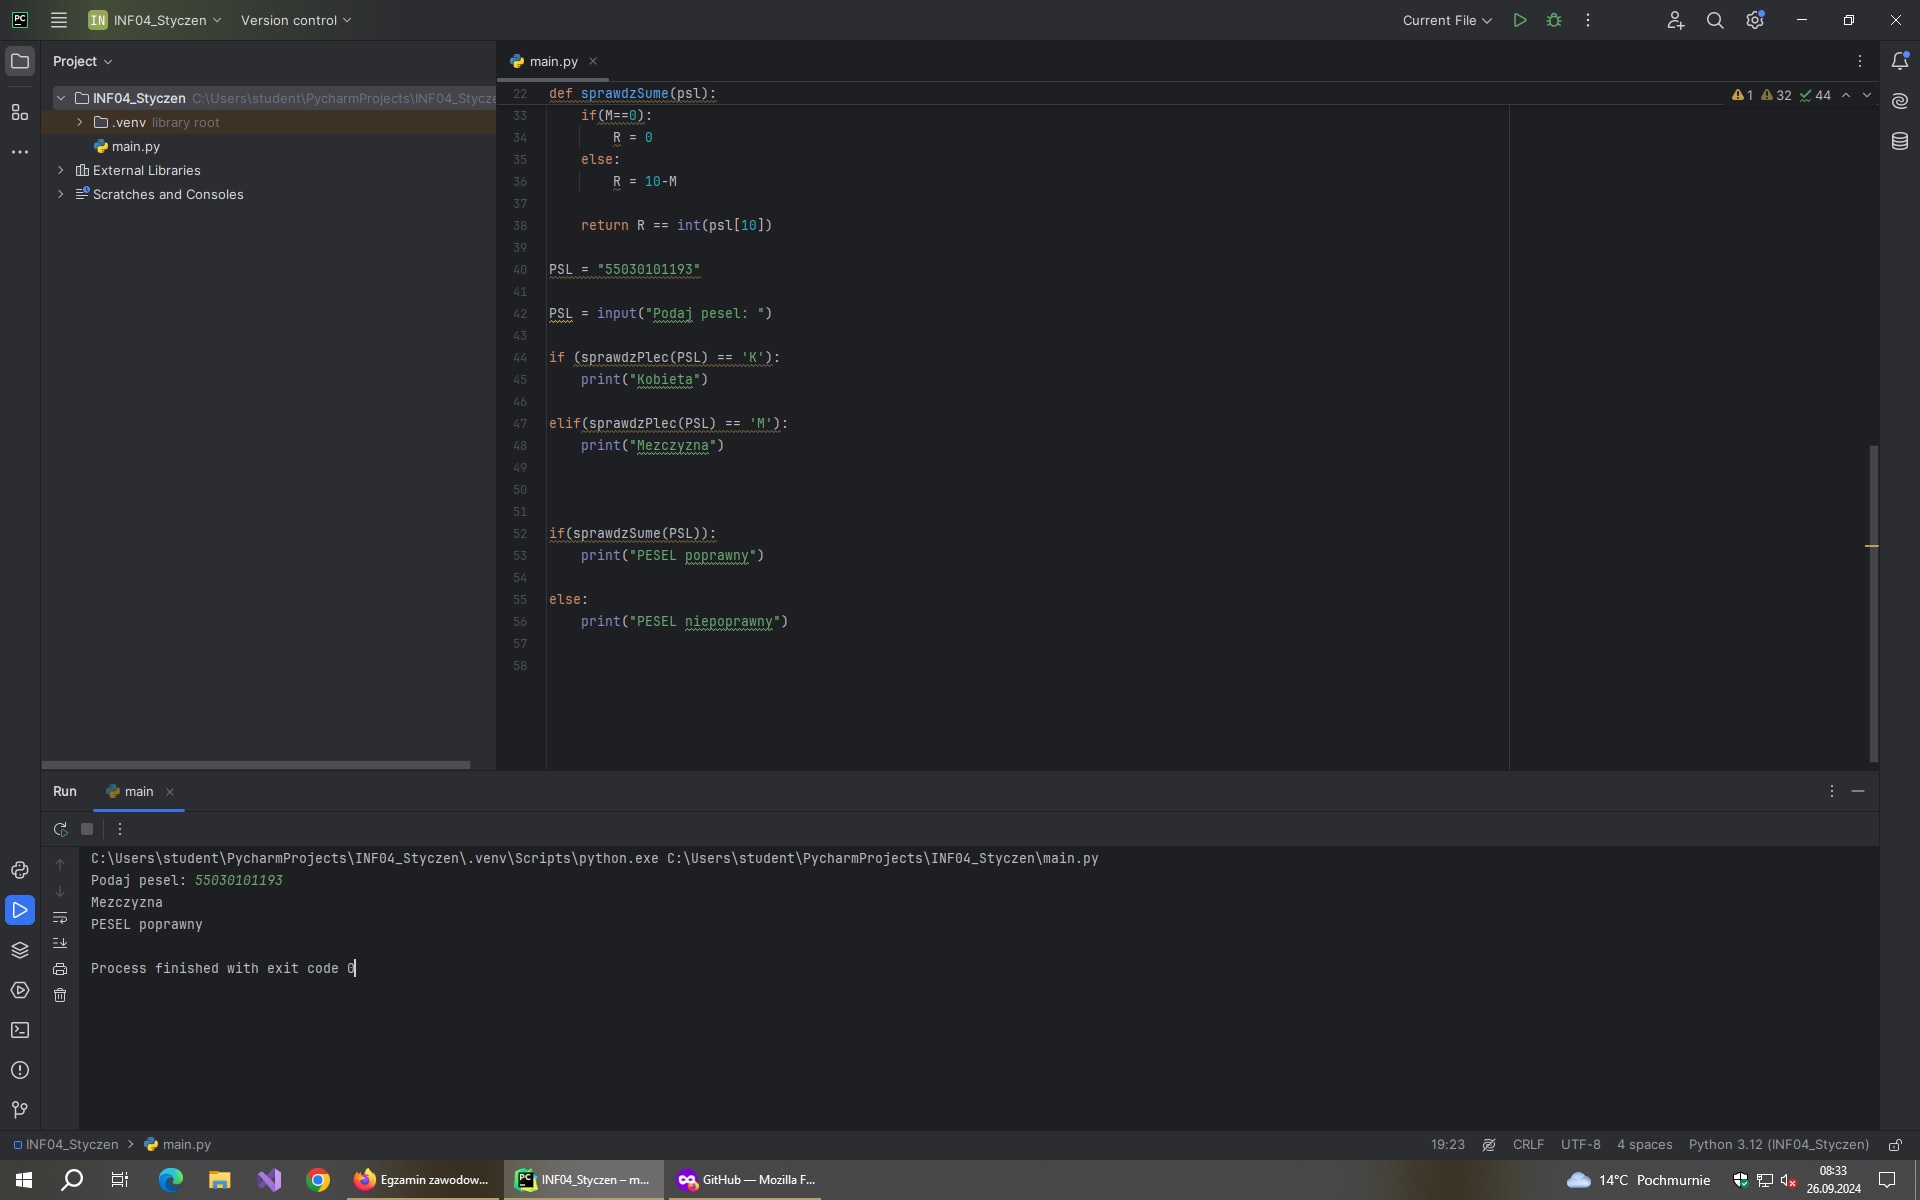 PC
IN INF04_Styczen Version control Current File
Project
main.py
INF04_Styczen C:\Users\student\PycharmProjects\INF04_Stycze
.venv library root
main.py
External Libraries
Scratches and Consoles
22 def sprawdzSume(psl):
1 32 44
33 if(M==0):
34 R = 0
35 else:
36 R = 10-M
37
38 return R == int(psl[10])
39
40 PSL = "55030101193"
41
42 PSL = input("Podaj pesel: ")
43
44 if (sprawdzPlec(PSL) == 'K'):
45 print("Kobieta")
46
47 elif(sprawdzPlec(PSL) == 'M'):
48 print("Mezczyzna")
49
50
51
52 if(sprawdzSume(PSL)):
53 print("PESEL poprawny")
54
55 else:
56 print("PESEL niepoprawny")
57
58
Run main
C:\Users\student\PycharmProjects\INF04_Styczen\.venv\Scripts\python.exe C:\Users\student\PycharmProjects\INF04_Styczen\main.py
Podaj pesel: 55030101193
Mezczyzna
PESEL poprawny
Process finished with exit code 0
INF04_Styczen main.py 19:23 CRLF UTF-8 4 spaces Python 3.12 (INF04_Styczen)
Egzamin zawodow... PC INF04_Styczen – m... GitHub — Mozilla F... 14°C Pochmurnie 08:33
26.09.2024